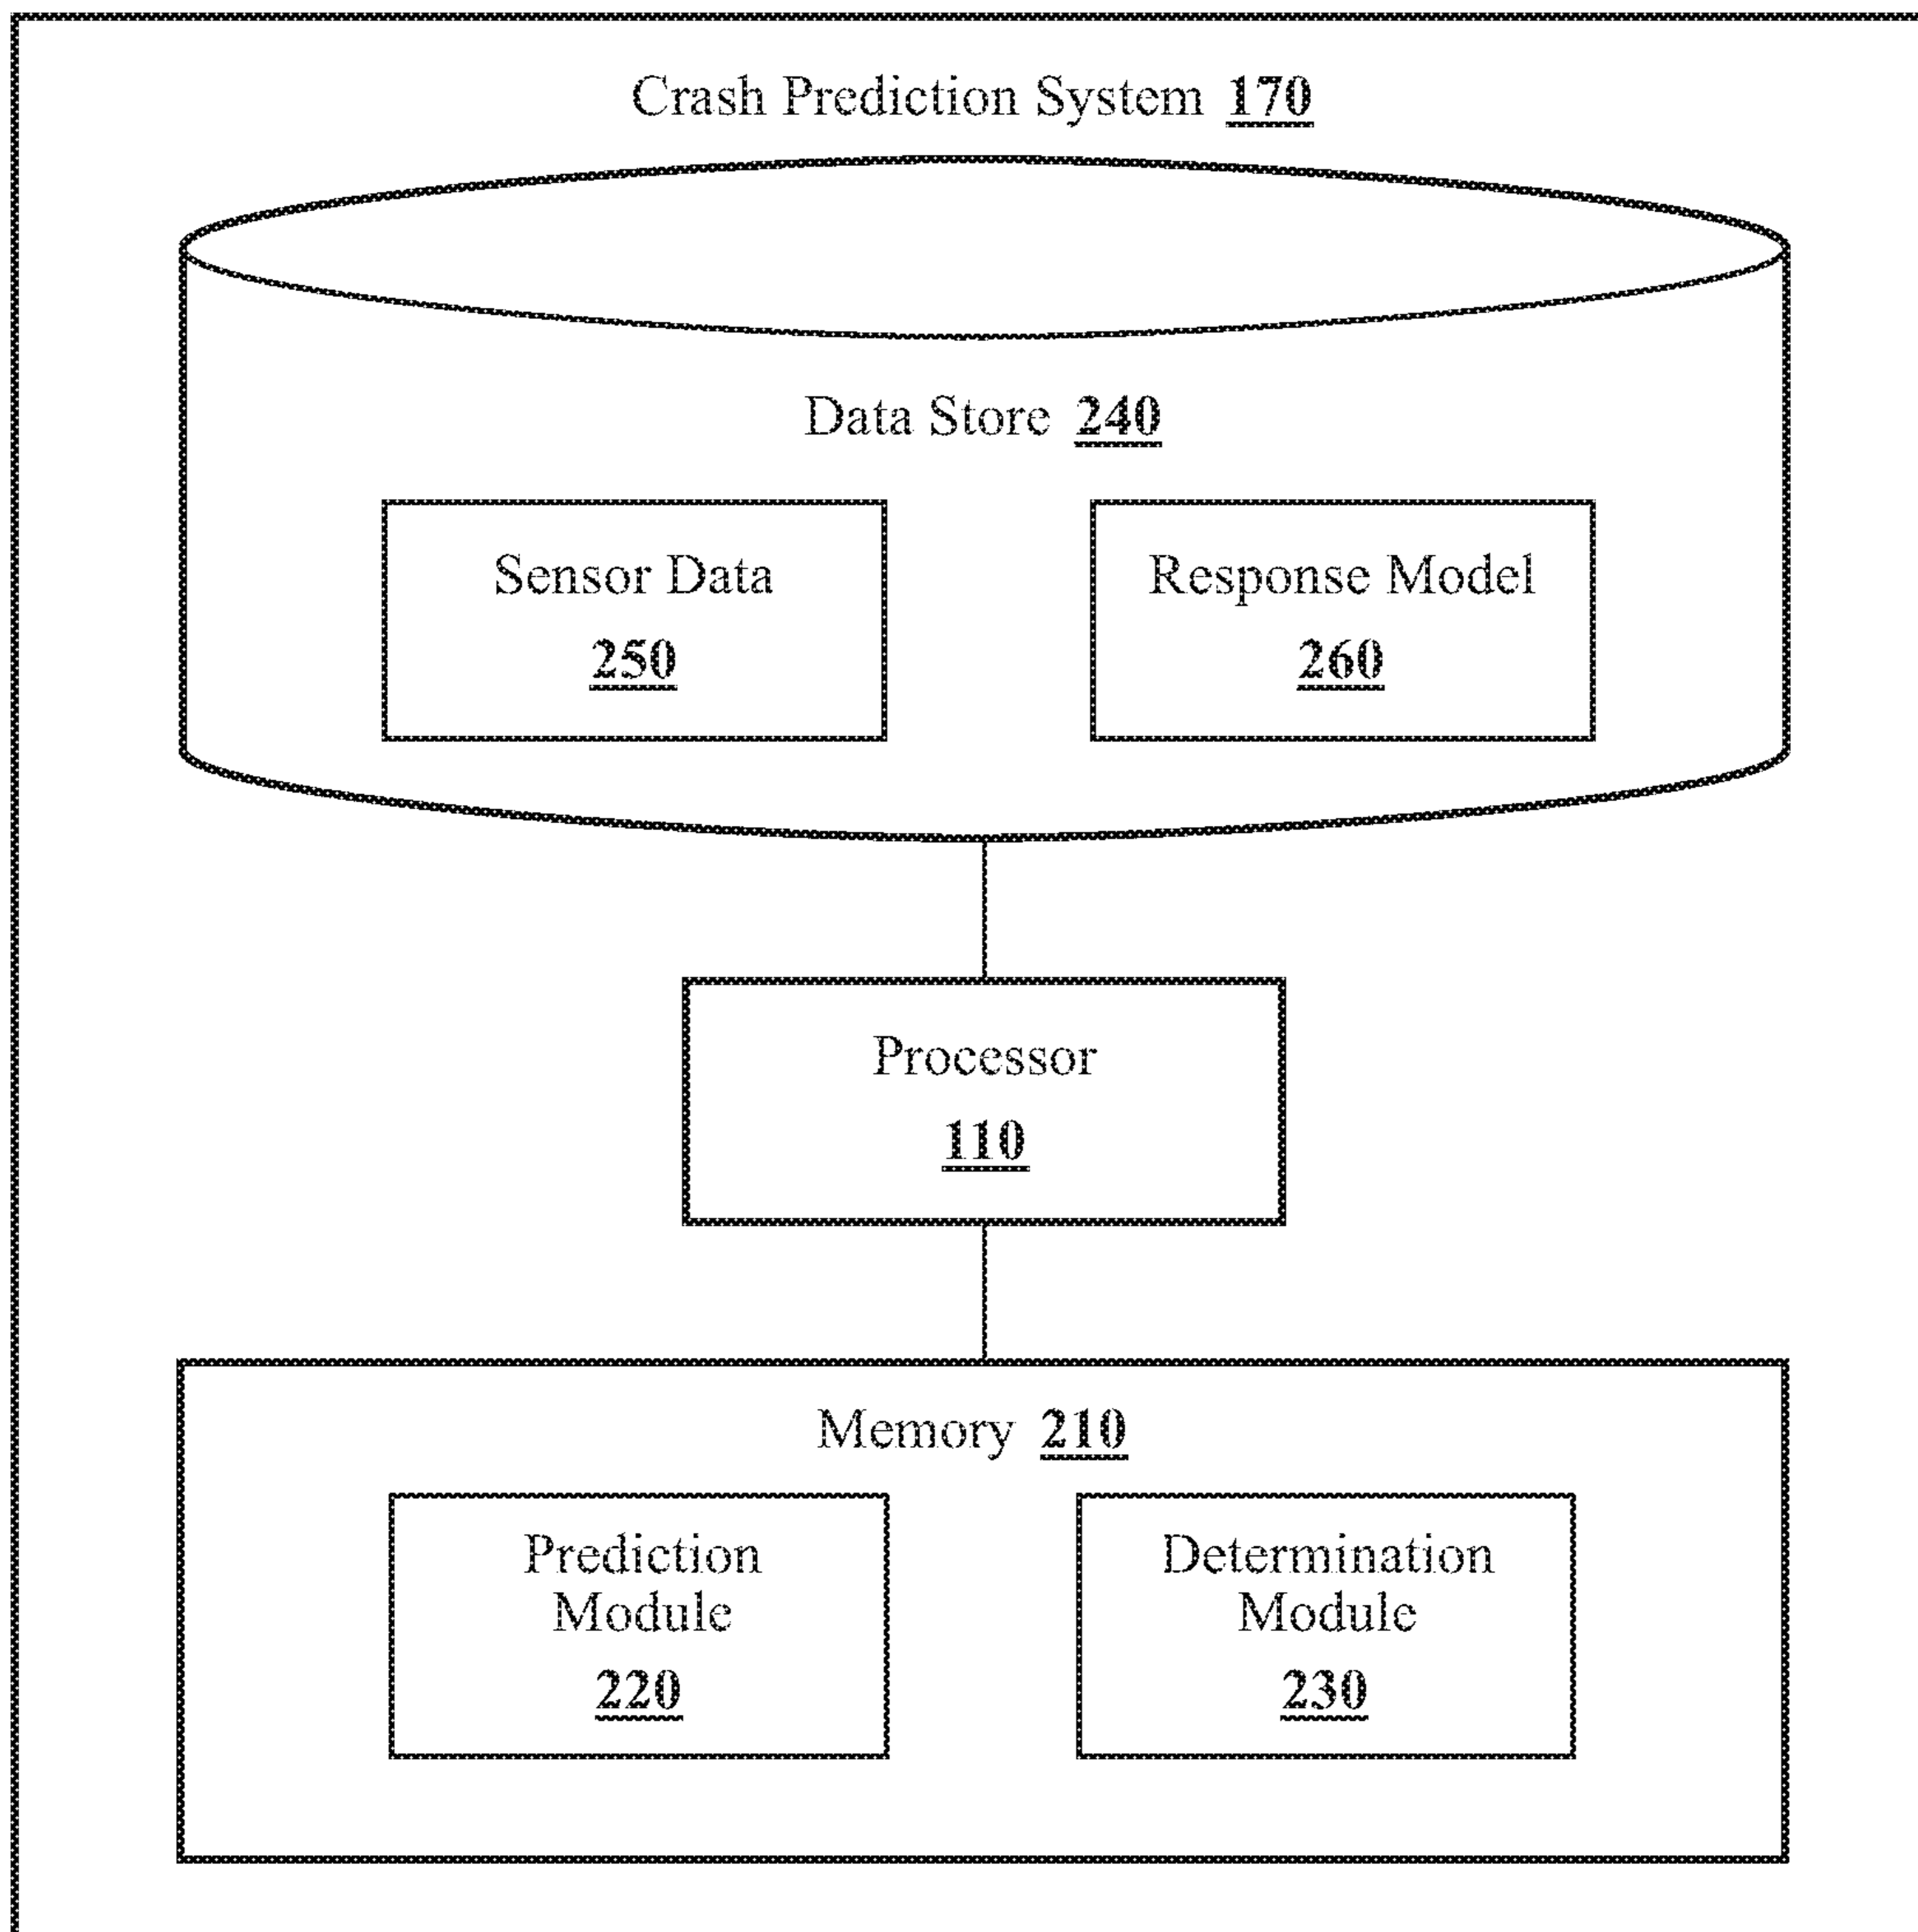 Crash Prediction System 170
Data Store 240
Sensor Data
250
Response Model
260
Processor
110
Memory 210
Prediction
Module
220
Determination
Module
230